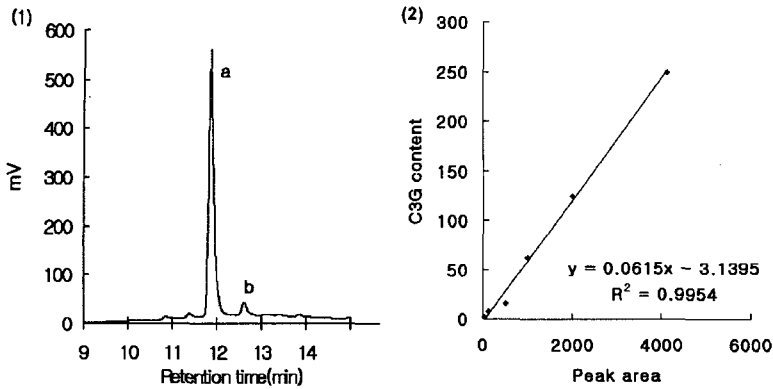 (1)
600
500
400
300
200
100
0
mV
a
b
9 10 11 12 13 14
Retention time(min)
(2)
300
250
200
150
100
50
0
C3G content
y = 0.0615x − 3.1395
R² = 0.9954
0 2000 4000 6000
Peak area